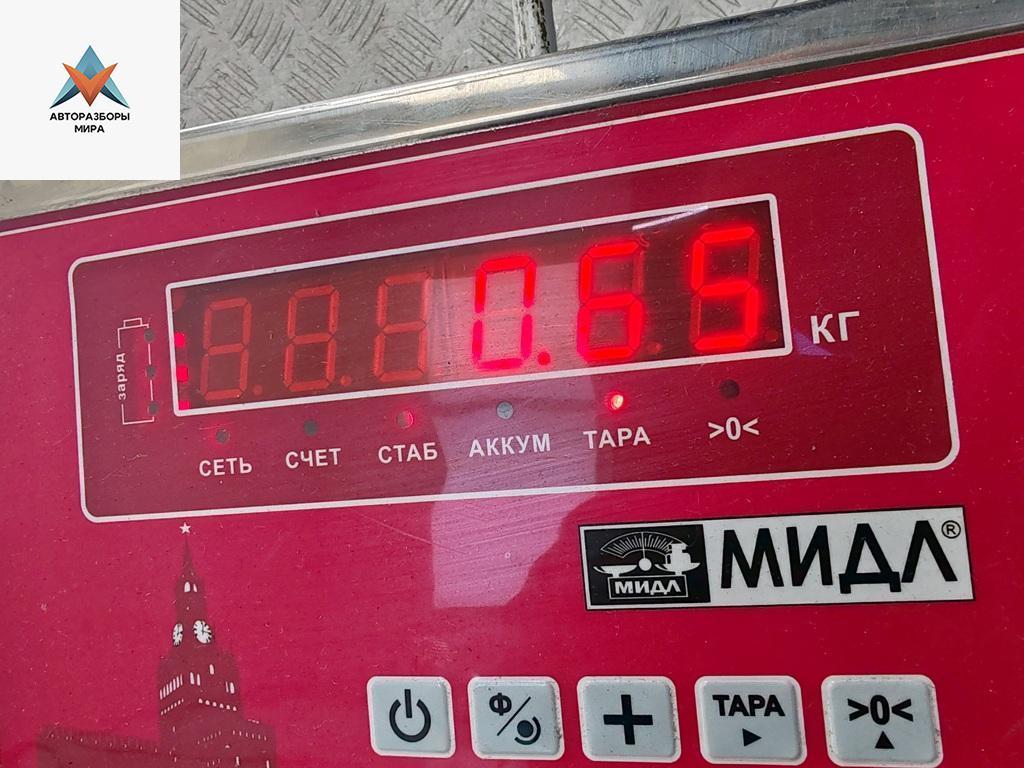 АВТОРАЗБОРЫ
МИРА
0.65
КГ
заряд
СЕТЬ СЧЕТ СТАБ АККУМ ТАРА >0<
МИДЛ МИДЛ®
Ф/ + ТАРА >0<